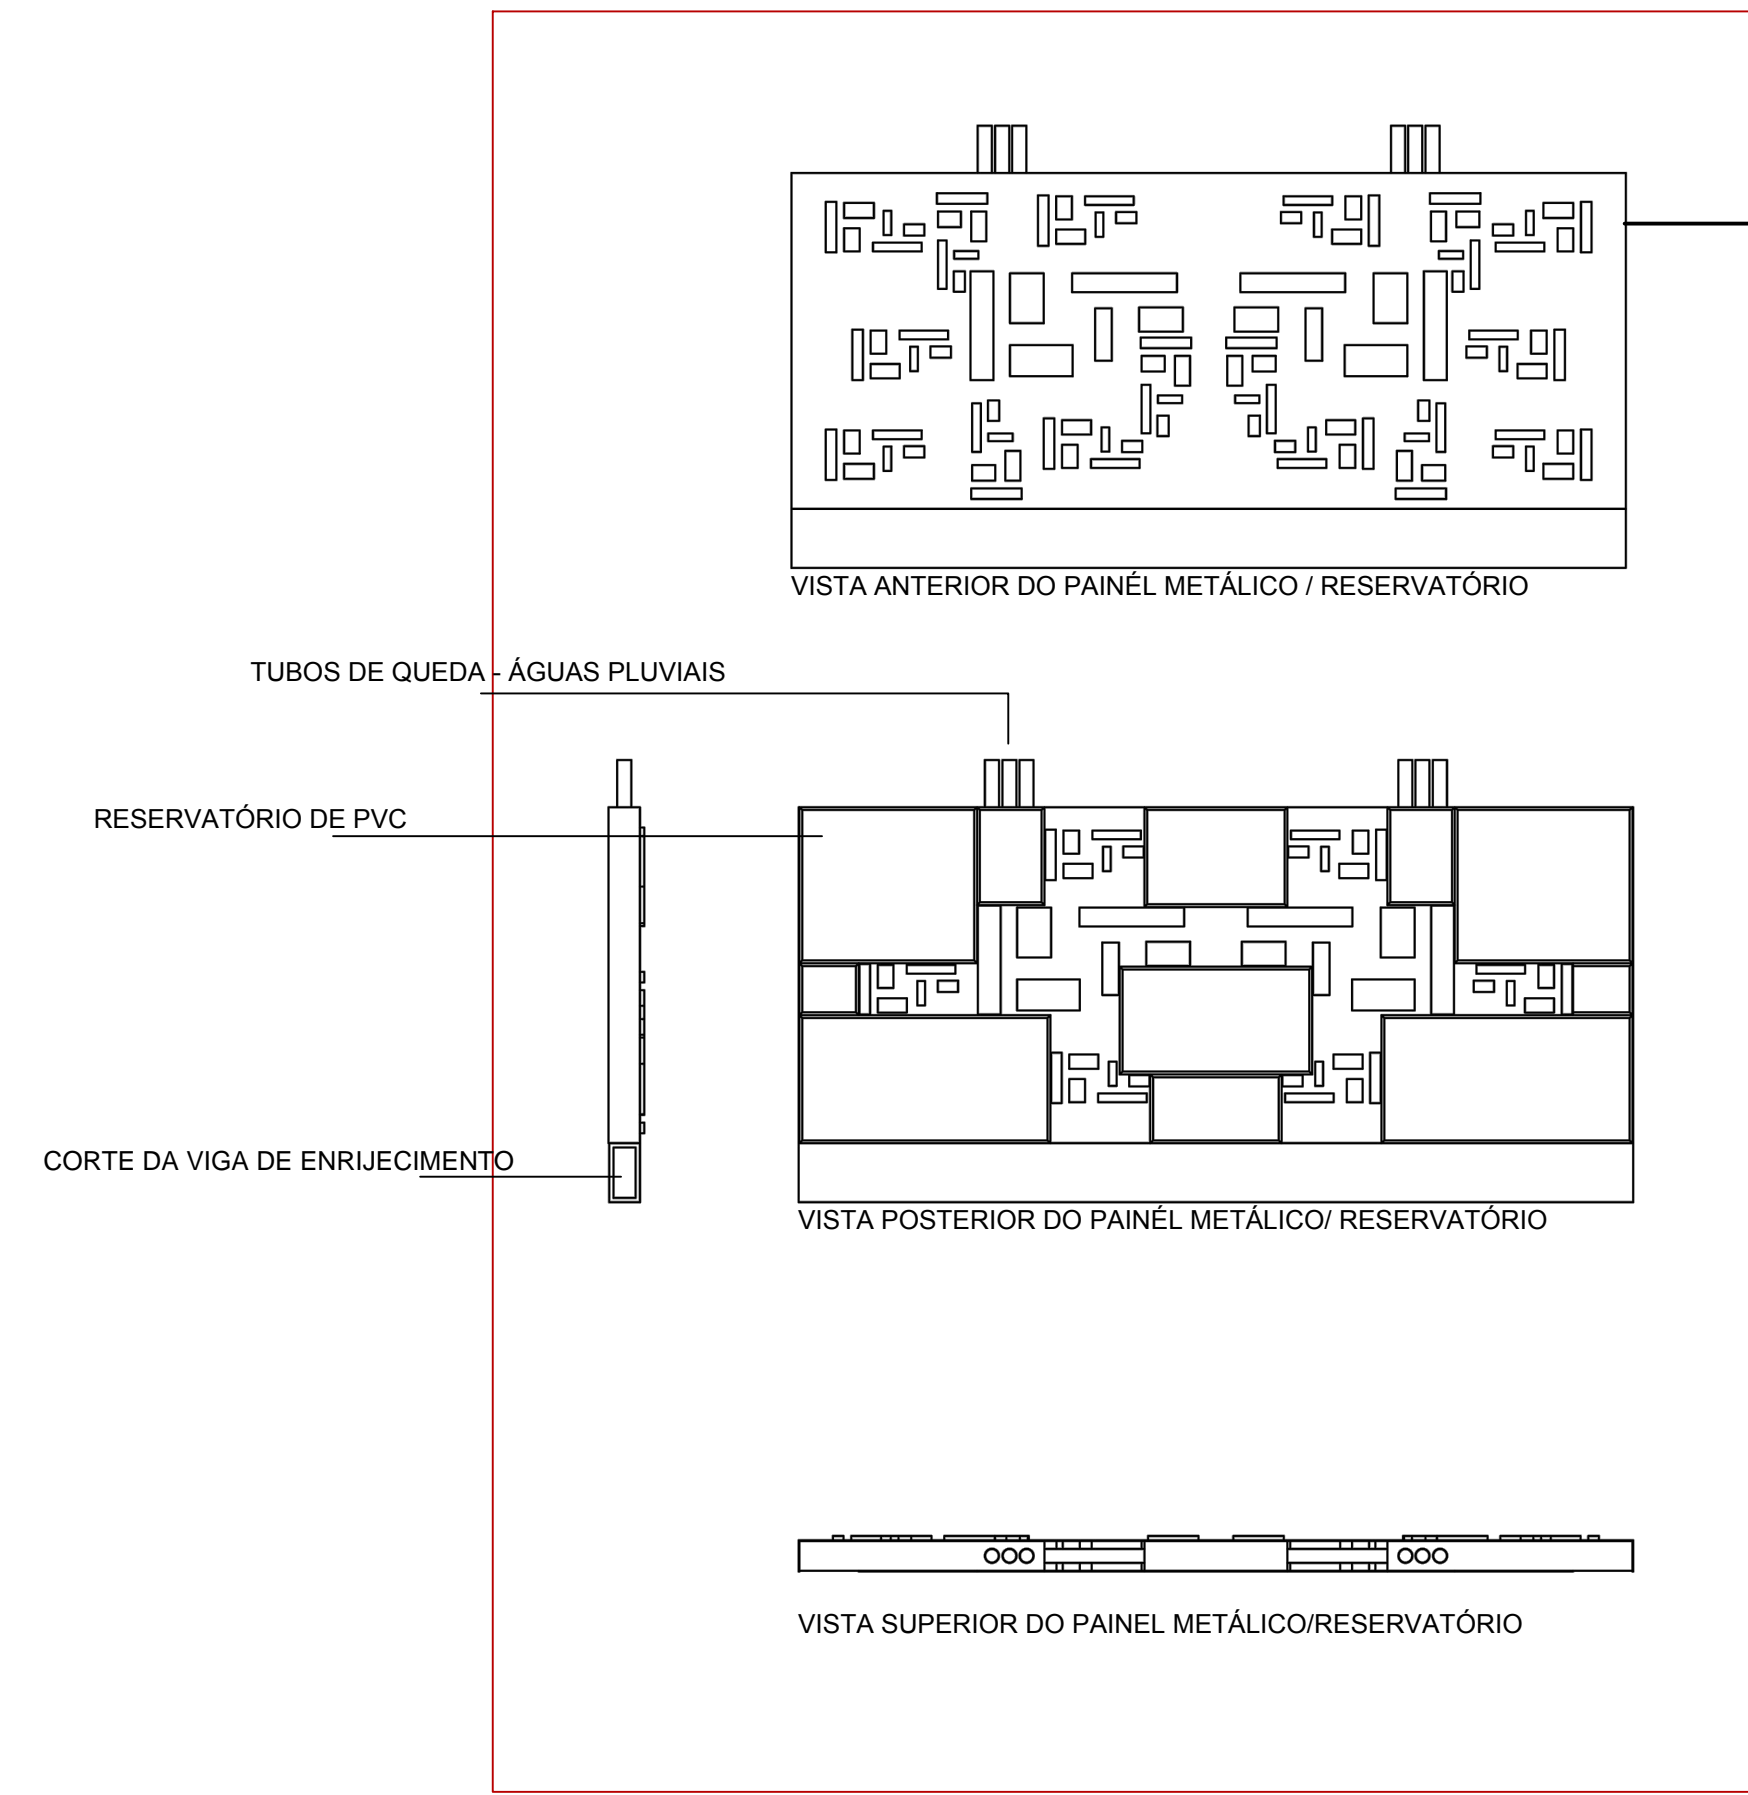 VISTA ANTERIOR DO PAINÉL METÁLICO / RESERVATÓRIO
TUBOS DE QUEDA - ÁGUAS PLUVIAIS
RESERVATÓRIO DE PVC
CORTE DA VIGA DE ENRIJECIMENTO
VISTA POSTERIOR DO PAINÉL METÁLICO/ RESERVATÓRIO
VISTA SUPERIOR DO PAINEL METÁLICO/RESERVATÓRIO